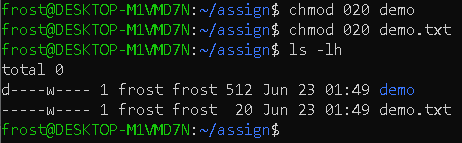 frost@DESKTOP-M1VMD7N:~/assign$ chmod 020 demo
frost@DESKTOP-M1VMD7N:~/assign$ chmod 020 demo.txt
frost@DESKTOP-M1VMD7N:~/assign$ ls -lh
total 0
d----w---- 1 frost frost 512 Jun 23 01:49 demo
-----w---- 1 frost frost  20 Jun 23 01:49 demo.txt
frost@DESKTOP-M1VMD7N:~/assign$